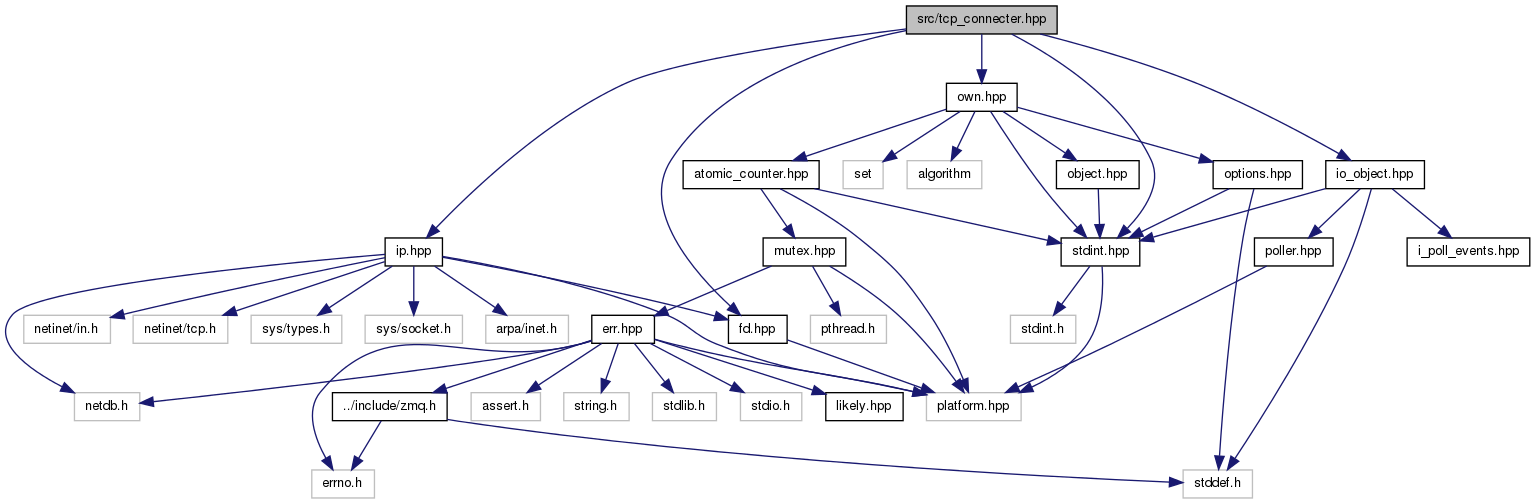 src/tcp_connecter.hpp
own.hpp
atomic_counter.hpp
set
algorithm
object.hpp
options.hpp
io_object.hpp
ip.hpp
mutex.hpp
stdint.hpp
poller.hpp
i_poll_events.hpp
netinet/in.h
netinet/tcp.h
sys/types.h
sys/socket.h
arpa/inet.h
err.hpp
fd.hpp
pthread.h
stdint.h
netdb.h
../include/zmq.h
assert.h
string.h
stdlib.h
stdio.h
likely.hpp
platform.hpp
errno.h
stddef.h